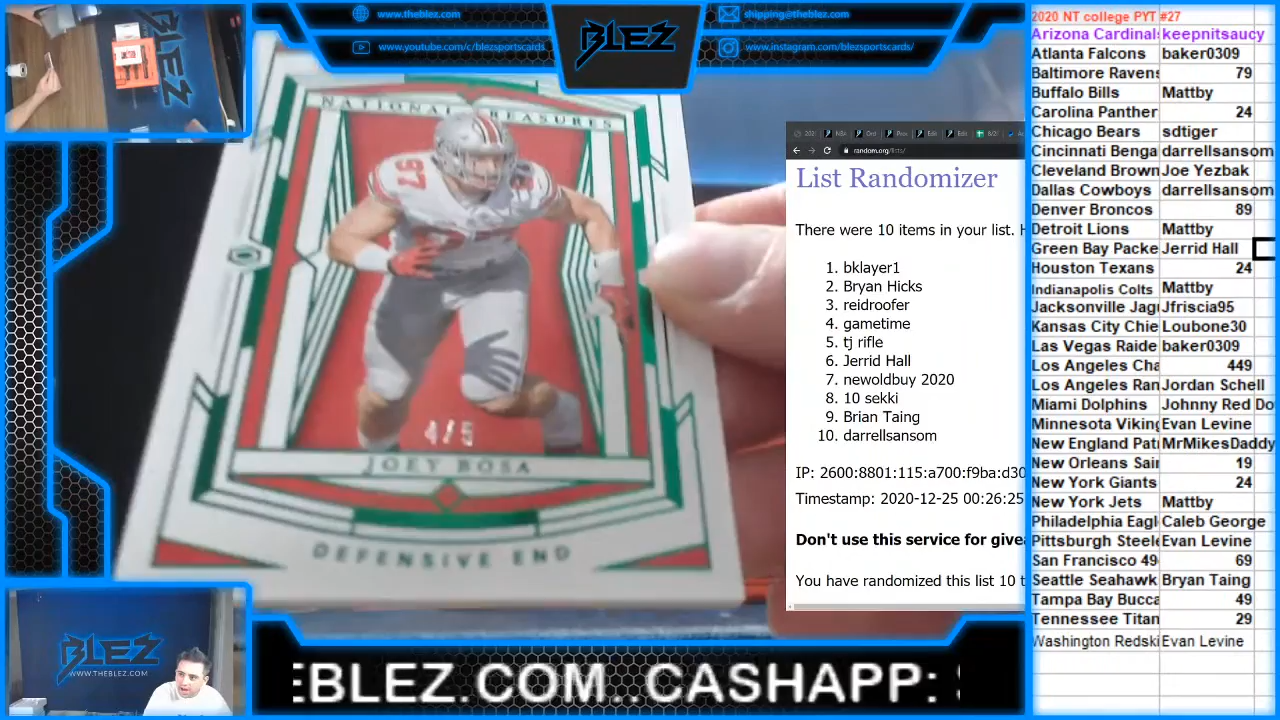 www.theblez.com
shipping@theblez.com
www.youtube.com/c/blezsportscards
www.instagram.com/blezsportscards/
BLEZ
NATIONAL TREASURES
97
4/5
JOEY BOSA
DEFENSIVE END
random.org/lists/
List Randomizer
There were 10 items in your list. H
1. bklayer1
2. Bryan Hicks
3. reidroofer
4. gametime
5. tj rifle
6. Jerrid Hall
7. newoldbuy 2020
8. 10 sekki
9. Brian Taing
10. darrellsansom
IP: 2600:8801:115:a700:f9ba:d30
Timestamp: 2020-12-25 00:26:25
Don't use this service for givea
You have randomized this list 10 t
2020 NT college PYT #27
Arizona Cardinals keepnitsaucy
Atlanta Falcons baker0309
Baltimore Ravens 79
Buffalo Bills Mattby
Carolina Panther 24
Chicago Bears sdtiger
Cincinnati Benga darrellsansom
Cleveland Brown Joe Yezbak
Dallas Cowboys darrellsansom
Denver Broncos 89
Detroit Lions Mattby
Green Bay Packe Jerrid Hall
Houston Texans 24
Indianapolis Colts Mattby
Jacksonville Jagu Jfriscia95
Kansas City Chie Loubone30
Las Vegas Raide baker0309
Los Angeles Cha 449
Los Angeles Ran Jordan Schell
Miami Dolphins Johnny Red Do
Minnesota Viking Evan Levine
New England Pat MrMikesDaddy
New Orleans Sai 19
New York Giants 24
New York Jets Mattby
Philadelphia Eagl Caleb George
Pittsburgh Steele Evan Levine
San Francisco 49 69
Seattle Seahawk Bryan Taing
Tampa Bay Bucca 49
Tennessee Titan 29
Washington Redski Evan Levine
BLEZ
WWW.THEBLEZ.COM
EBLEZ.COM.. CASHAPP: